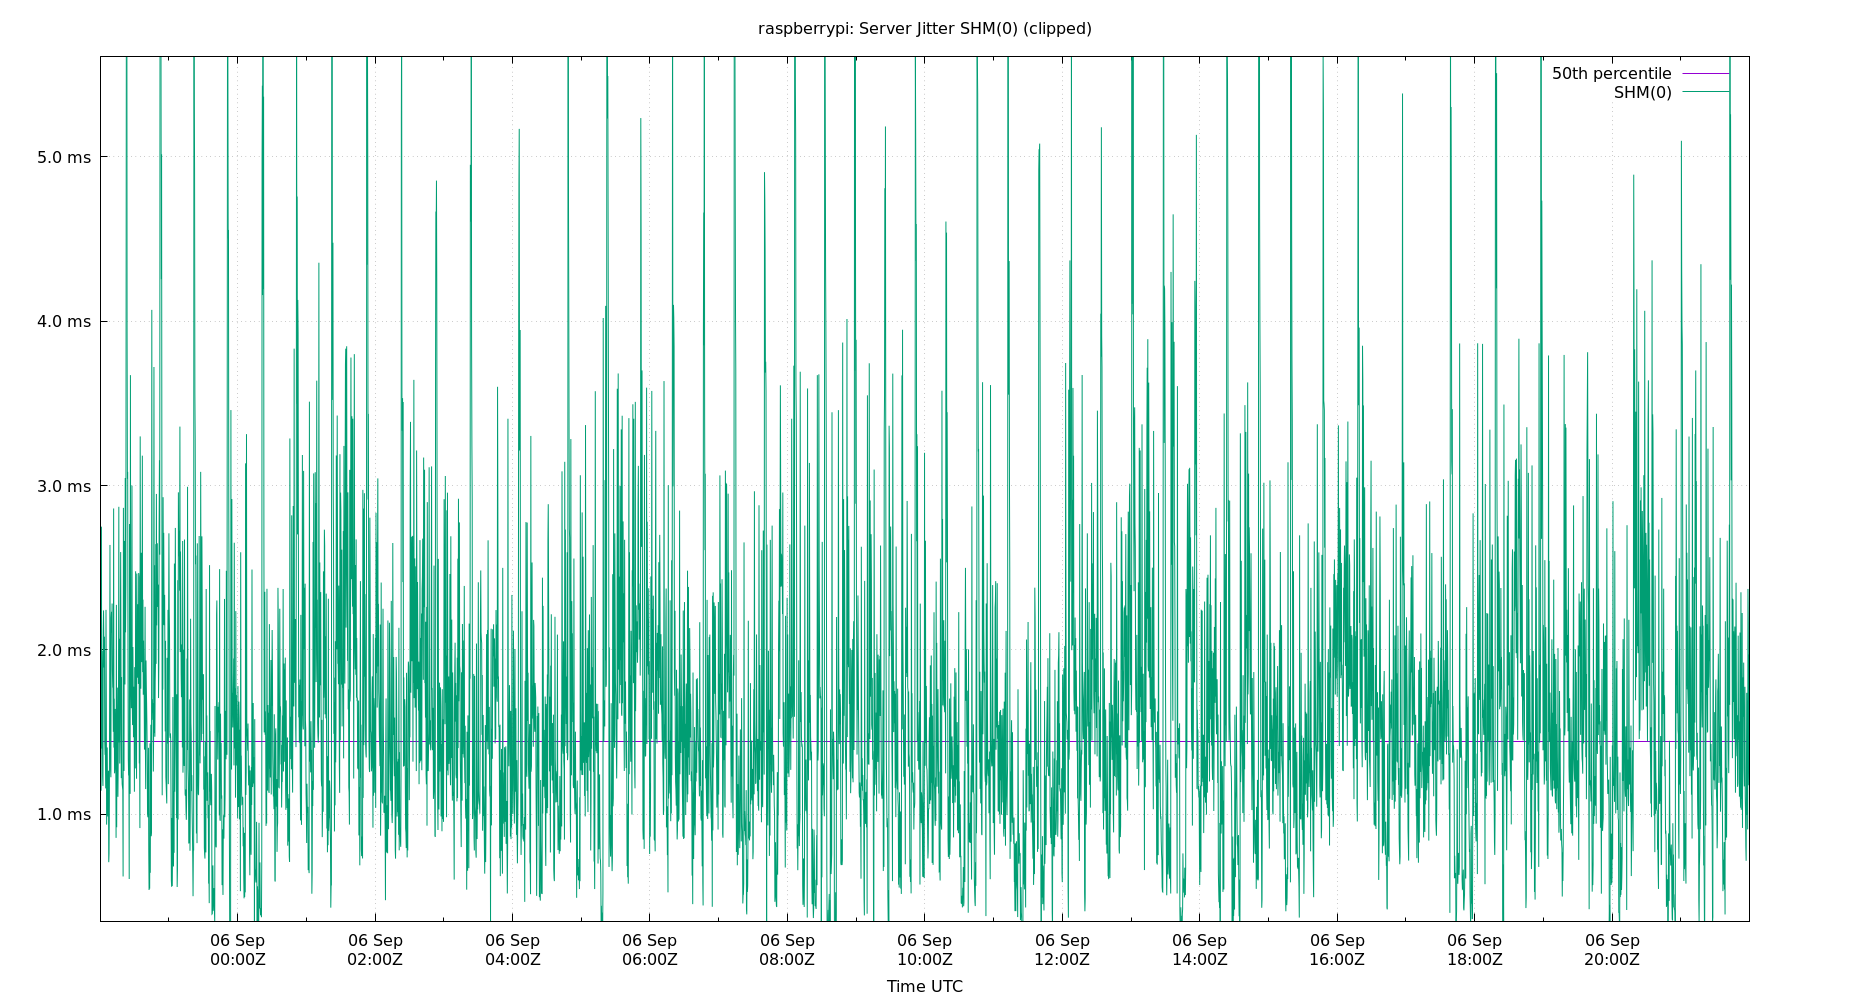 raspberrypi: Server Jitter SHM(0) (clipped)
50th percentile
SHM(0)
5.0 ms
4.0 ms
3.0 ms
2.0 ms
1.0 ms
06 Sep 06 Sep 06 Sep 06 Sep 06 Sep 06 Sep 06 Sep 06 Sep 06 Sep 06 Sep 06 Sep
00:00Z 02:00Z 04:00Z 06:00Z 08:00Z 10:00Z 12:00Z 14:00Z 16:00Z 18:00Z 20:00Z
Time UTC